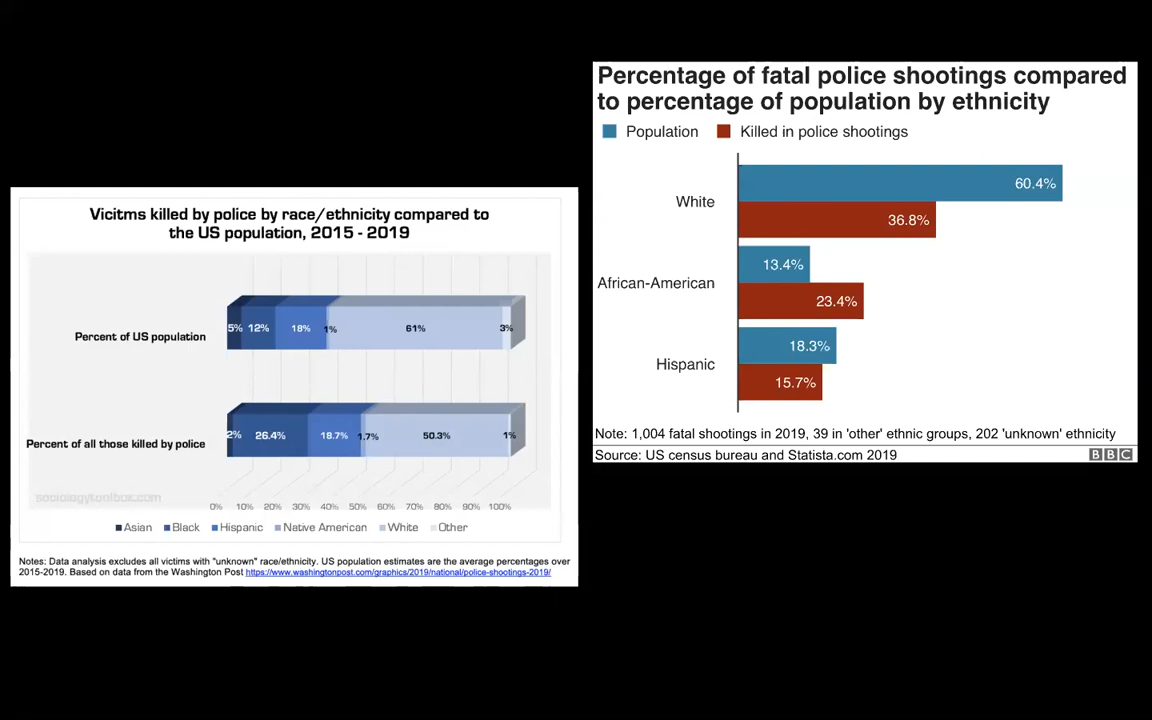 Vicitms killed by police by race/ethnicity compared to
the US population, 2015 - 2019
Percent of US population
5% 12% 18% 1% 61% 3%
Percent of all those killed by police
2% 26.4% 18.7% 1.7% 50.3% 1%
sociologytoolbox.com
0% 10% 20% 30% 40% 50% 60% 70% 80% 90% 100%
Asian Black Hispanic Native American White Other
Notes: Data analysis excludes all victims with "unknown" race/ethnicity. US population estimates are the average percentages over
2015-2019. Based on data from the Washington Post https://www.washingtonpost.com/graphics/2019/national/police-shootings-2019/
Percentage of fatal police shootings compared
to percentage of population by ethnicity
Population Killed in police shootings
60.4%
White
36.8%
13.4%
African-American
23.4%
18.3%
Hispanic
15.7%
Note: 1,004 fatal shootings in 2019, 39 in 'other' ethnic groups, 202 'unknown' ethnicity
Source: US census bureau and Statista.com 2019 BBC